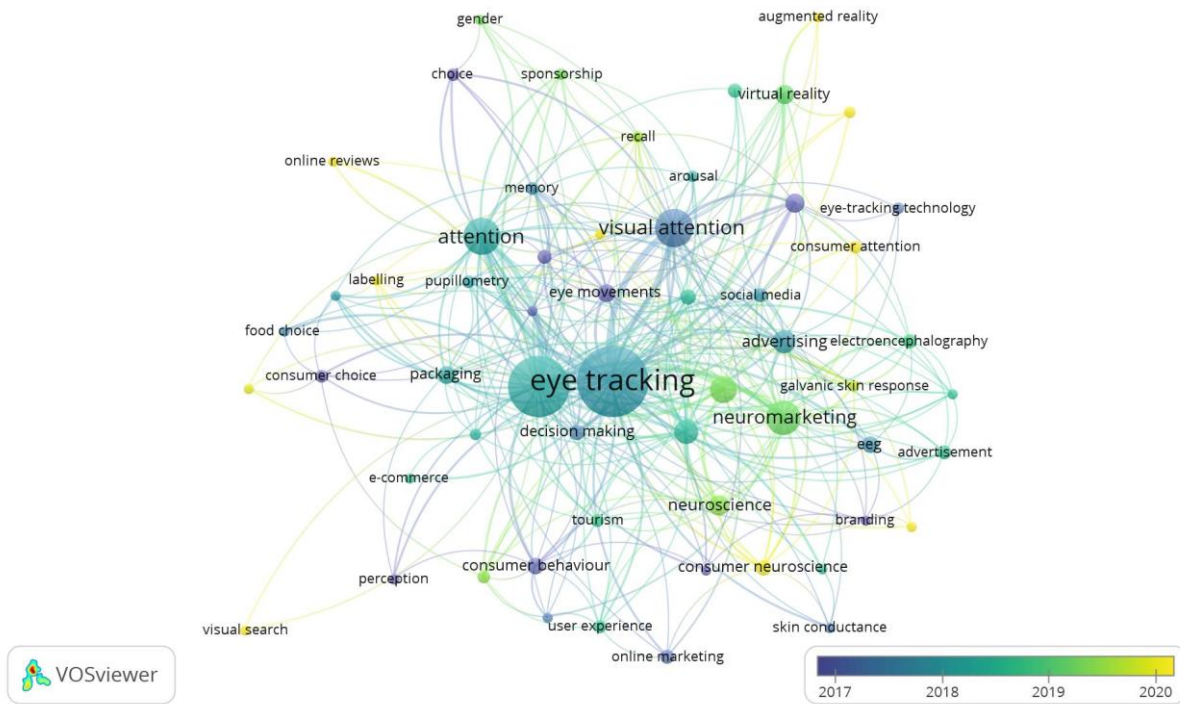 gender
augmented reality
choice
sponsorship
virtual reality
recall
online reviews
arousal
memory
eye-tracking technology
attention
visual attention
consumer attention
labelling
pupillometry
eye movements
social media
food choice
advertising
electroencephalography
consumer choice
packaging
eye tracking
galvanic skin response
neuromarketing
decision making
eeg
advertisement
e-commerce
neuroscience
tourism
branding
consumer behaviour
consumer neuroscience
perception
visual search
user experience
skin conductance
online marketing
VOSviewer
2017
2018
2019
2020